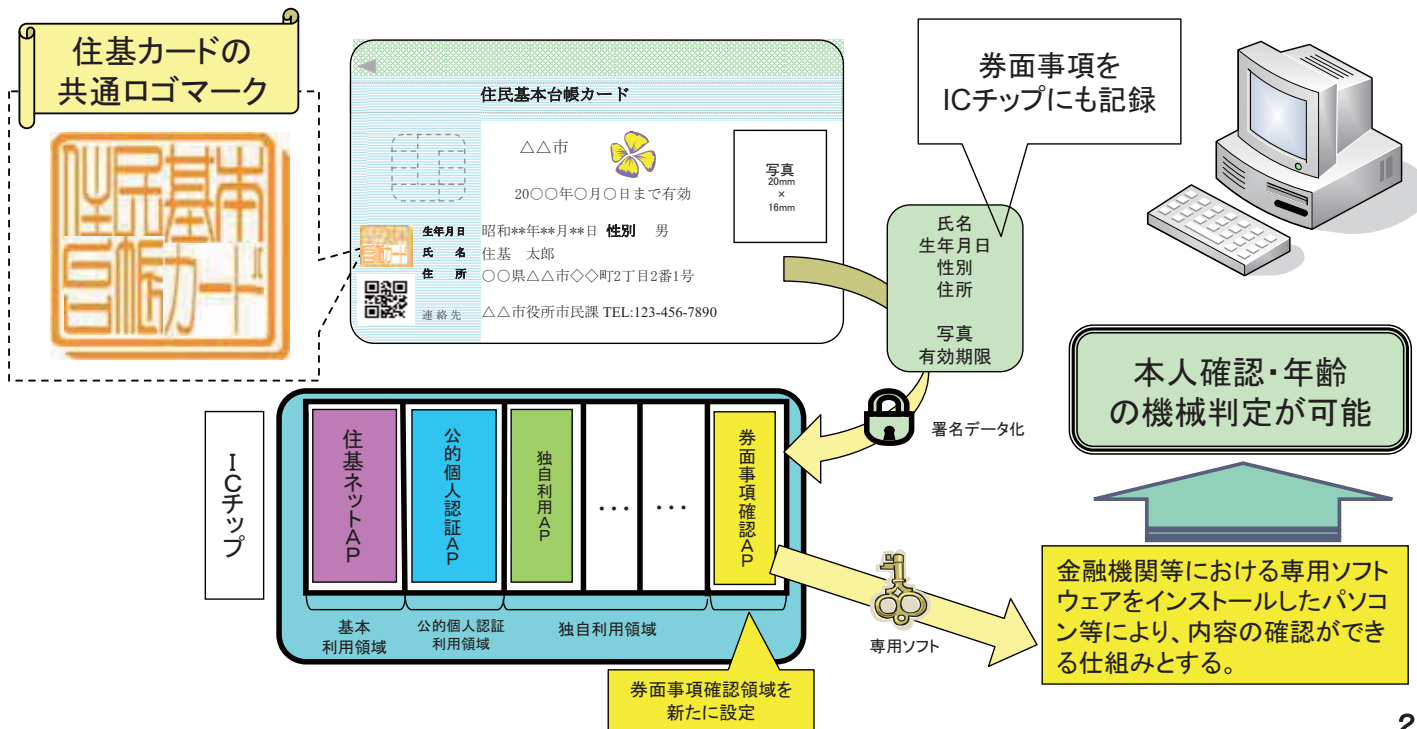 住基カードの
共通ロゴマーク
住民基本
台帳カード
住民基本台帳カード
△△市
20○○年○月○日まで有効
写真
20mm
×
16mm
生年月日 昭和**年**月**日 性別 男
氏 名 住基 太郎
住 所 ○○県△△市◇◇町2丁目2番1号
連絡先 △△市役所市民課 TEL:123-456-7890
券面事項を
ICチップにも記録
氏名
生年月日
性別
住所
写真
有効期限
署名データ化
ICチップ
住基ネットAP
公的個人認証AP
独自利用AP
...
...
券面事項確認AP
基本
利用領域
公的個人認証
利用領域
独自利用領域
券面事項確認領域を
新たに設定
専用ソフト
本人確認・年齢
の機械判定が可能
金融機関等における専用ソフト
ウェアをインストールしたパソコ
ン等により、内容の確認ができ
る仕組みとする。
2